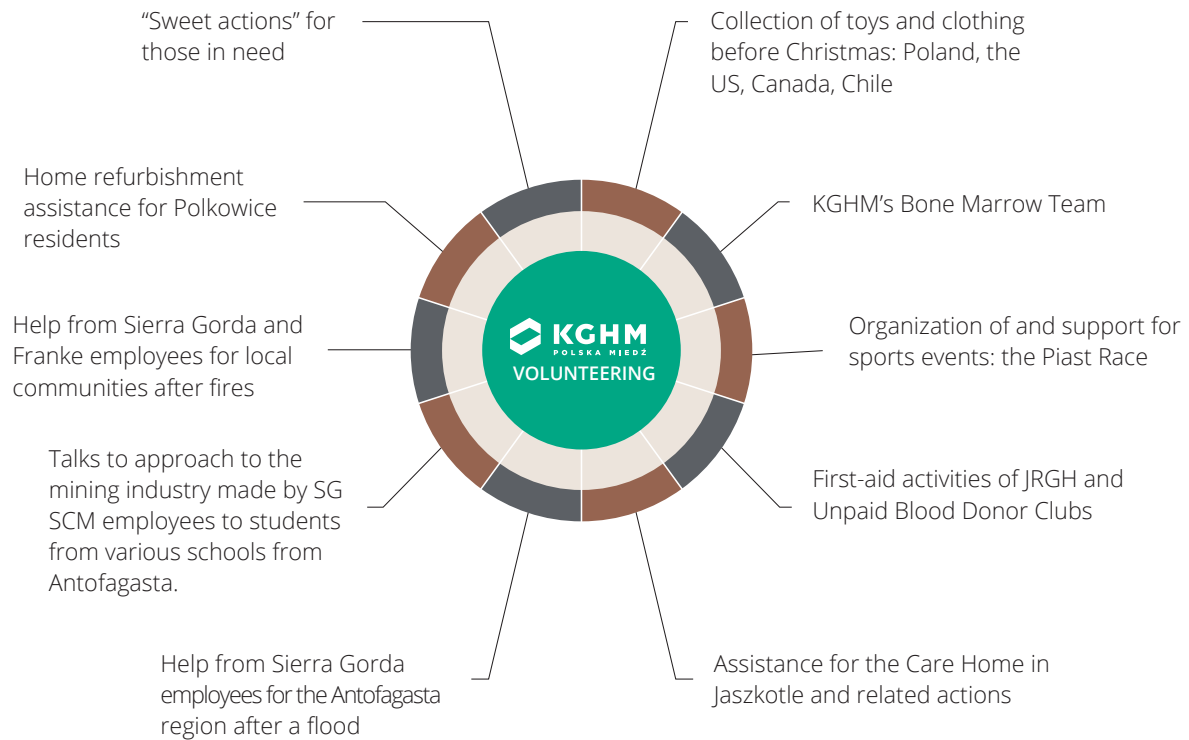 “Sweet actions” for
those in need
Collection of toys and clothing
before Christmas: Poland, the
US, Canada, Chile
Home refurbishment
assistance for Polkowice
residents
KGHM’s Bone Marrow Team
Help from Sierra Gorda and
Franke employees for local
communities after fires
KGHM
POLSKA MIEDŹ
VOLUNTEERING
Organization of and support for
sports events: the Piast Race
Talks to approach to the
mining industry made by SG
SCM employees to students
from various schools from
Antofagasta.
First-aid activities of JRGH and
Unpaid Blood Donor Clubs
Help from Sierra Gorda
employees for the Antofagasta
region after a flood
Assistance for the Care Home in
Jaszkotle and related actions